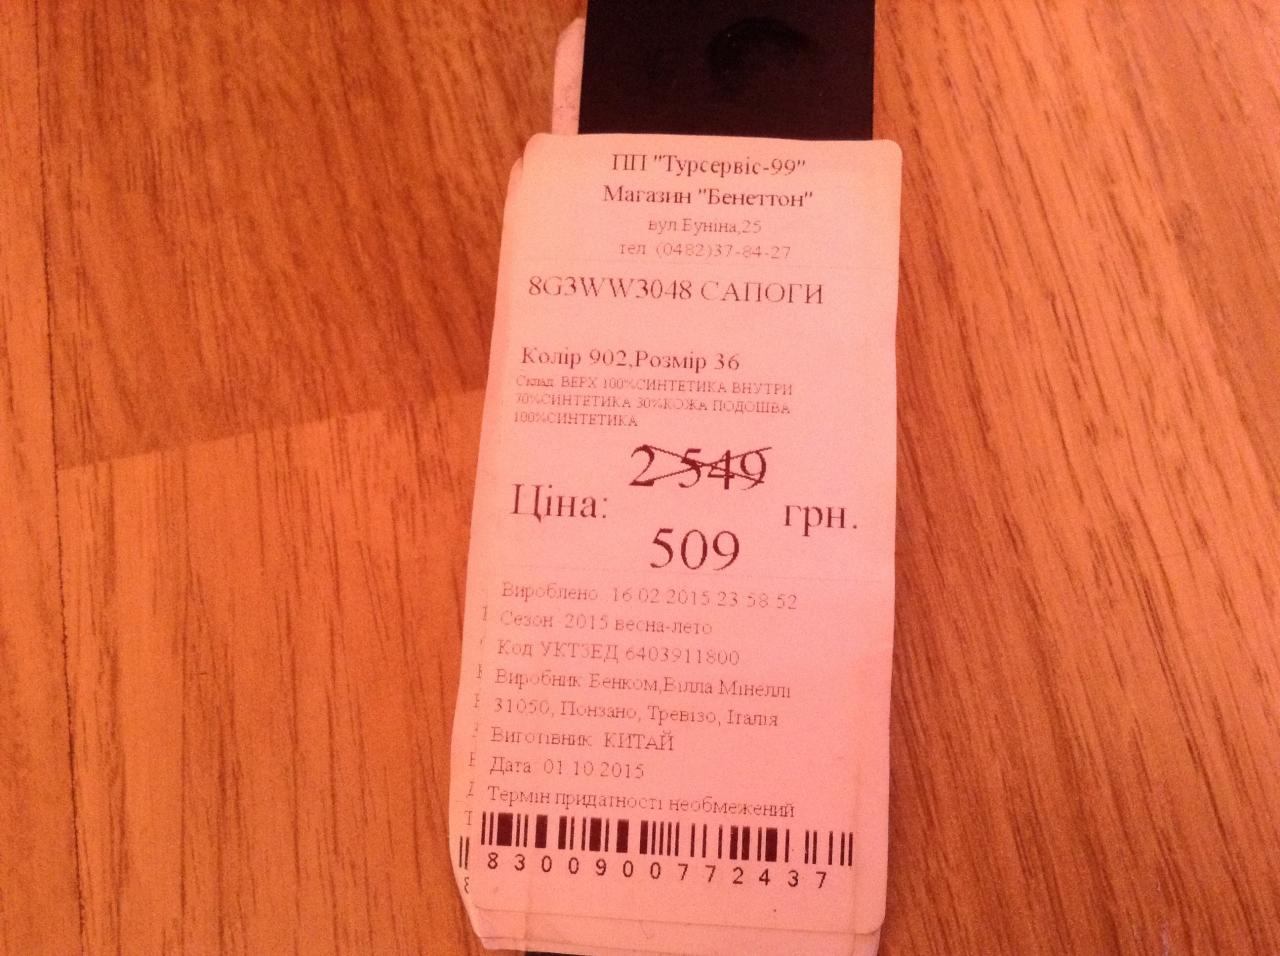 ПП "Турсервіс-99"
Магазин "Бенеттон"
вул Буніна,25
тел (0482)37-84-27
8G3WW3048 САПОГИ
Колір 902,Розмір 36
Склад ВЕРХ 100%СИНТЕТИКА ВНУТРИ
70%СИНТЕТИКА 30%КОЖА ПОДОШВА
100%СИНТЕТИКА
2 549
Ціна: грн.
509
Вироблено 16 02 2015 23 58 52
Сезон 2015 весна-лето
Код УКТЗЕД 6403911800
Виробник Бенком,Вілла Мінеллі
31050, Понзано, Тревізо, Італія
Виготівник КИТАЙ
Дата 01 10 2015
Термін придатності необмежений
8300900772437